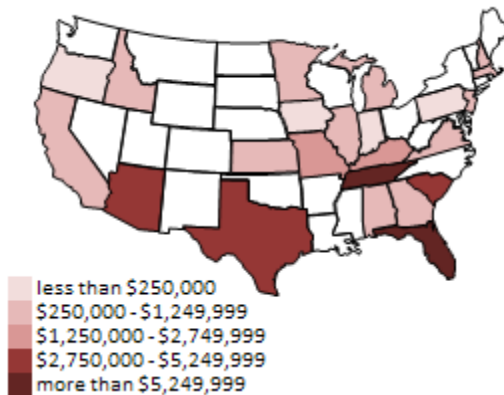 less than $250,000
$250,000 - $1,249,999
$1,250,000 - $2,749,999
$2,750,000 - $5,249,999
more than $5,249,999